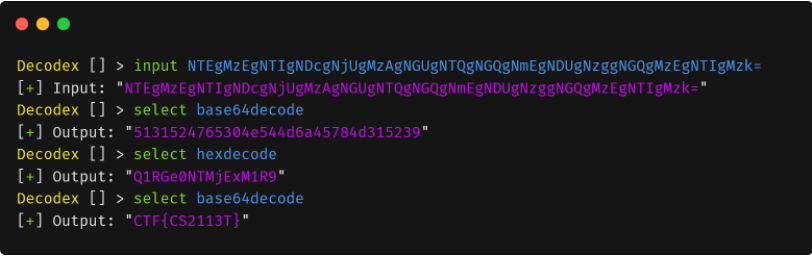 Decodex [] > input NTEgMzEgNTIgNDcgNjUgMzAgNGUgNTQgNGQgNmEgNDUgNzggNGQgMzEgNTIgMzk=
[+] Input: "NTEgMzEgNTIgNDcgNjUgMzAgNGUgNTQgNGQgNmEgNDUgNzggNGQgMzEgNTIgMzk="
Decodex [] > select base64decode
[+] Output: "5131524765304e544d6a45784d315239"
Decodex [] > select hexdecode
[+] Output: "Q1RGe0NTMjExM1R9"
Decodex [] > select base64decode
[+] Output: "CTF{CS2113T}"